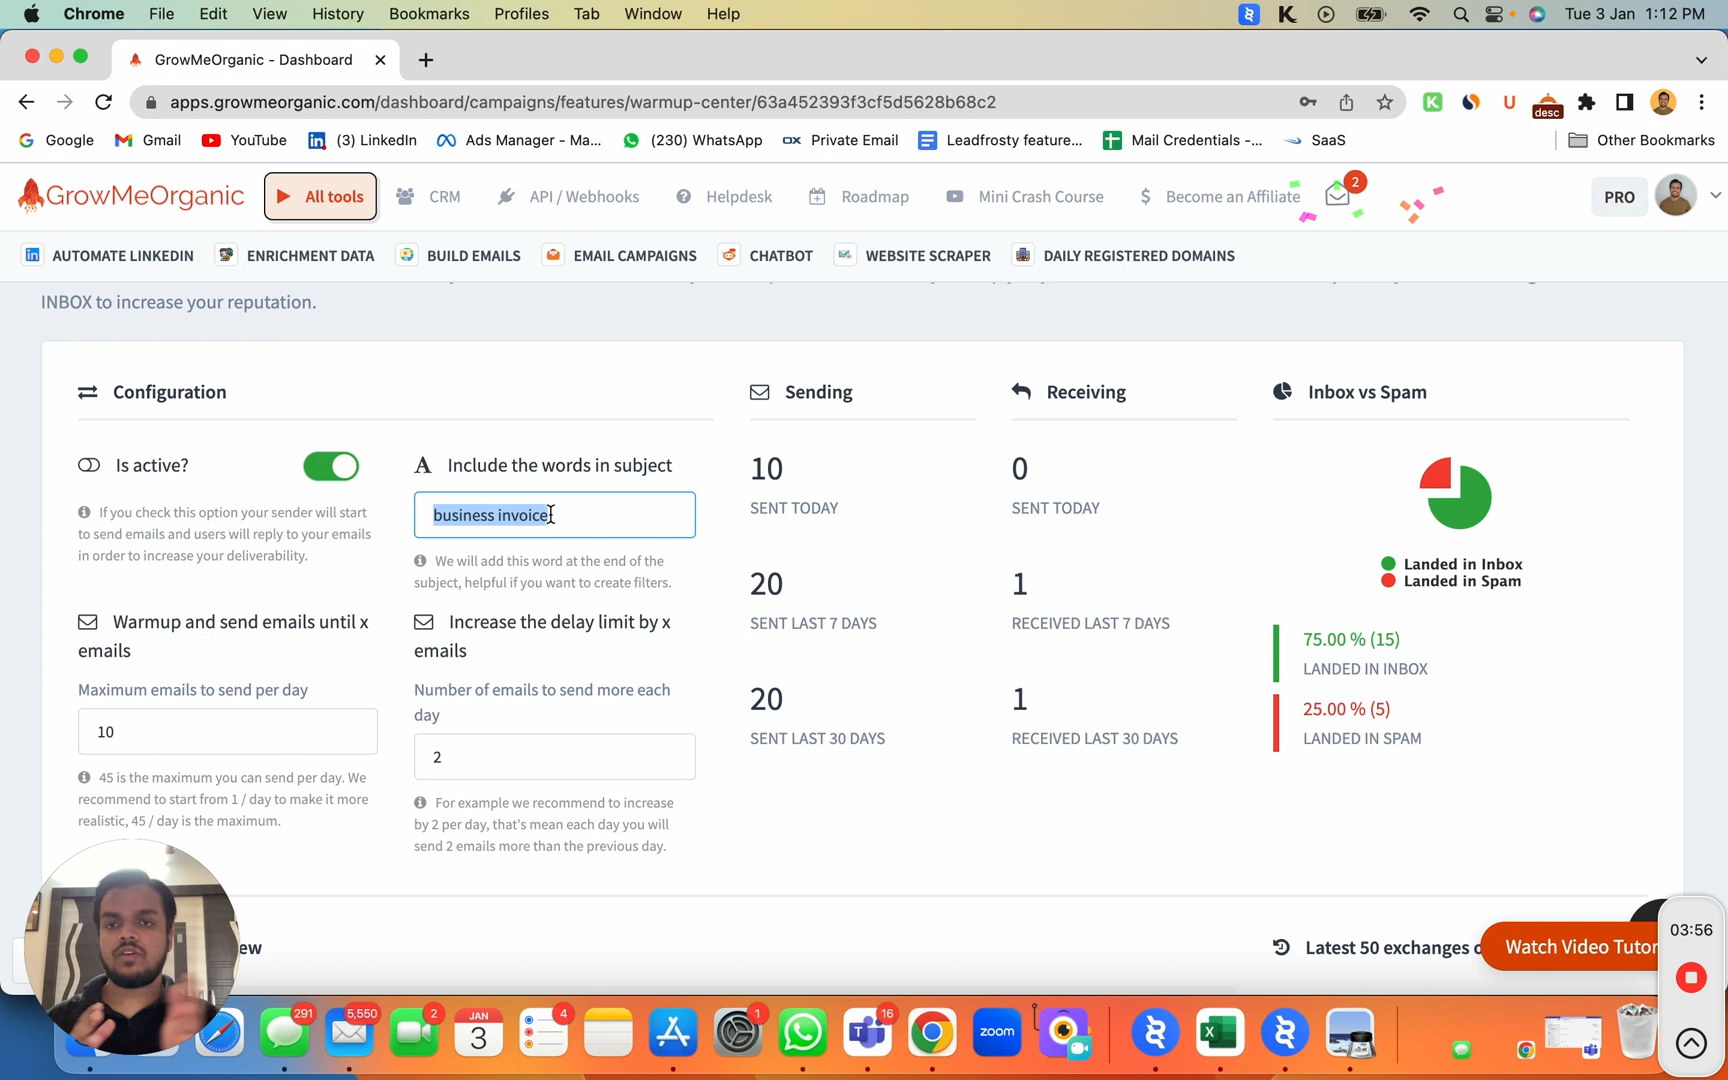 Chrome File Edit View History Bookmarks Profiles Tab Window Help Tue 3 Jan 1:12 PM
GrowMeOrganic - Dashboard
apps.growmeorganic.com/dashboard/campaigns/features/warmup-center/63a452393f3cf5d5628b68c2
desc
Google Gmail YouTube (3) LinkedIn Ads Manager - Ma... (230) WhatsApp Private Email Leadfrosty feature... Mail Credentials -... SaaS Other Bookmarks
GrowMeOrganic All tools CRM API / Webhooks Helpdesk Roadmap Mini Crash Course Become an Affiliate 2 PRO
AUTOMATE LINKEDIN ENRICHMENT DATA BUILD EMAILS EMAIL CAMPAIGNS CHATBOT WEBSITE SCRAPER DAILY REGISTERED DOMAINS
INBOX to increase your reputation.
Configuration
Is active?
If you check this option your sender will start
to send emails and users will reply to your emails
in order to increase your deliverability.
Include the words in subject
business invoice
We will add this word at the end of the
subject, helpful if you want to create filters.
Warmup and send emails until x
emails
Maximum emails to send per day
10
45 is the maximum you can send per day. We
recommend to start from 1 / day to make it more
realistic, 45 / day is the maximum.
Increase the delay limit by x
emails
Number of emails to send more each
day
2
For example we recommend to increase
by 2 per day, that's mean each day you will
send 2 emails more than the previous day.
Sending
10
SENT TODAY
20
SENT LAST 7 DAYS
20
SENT LAST 30 DAYS
Receiving
0
SENT TODAY
1
RECEIVED LAST 7 DAYS
1
RECEIVED LAST 30 DAYS
Inbox vs Spam
Landed in Inbox
Landed in Spam
75.00 % (15)
LANDED IN INBOX
25.00 % (5)
LANDED IN SPAM
Latest 50 exchanges
Watch Video Tutor
03:56
291 5,550 2 JAN 3 4 1 16 zoom